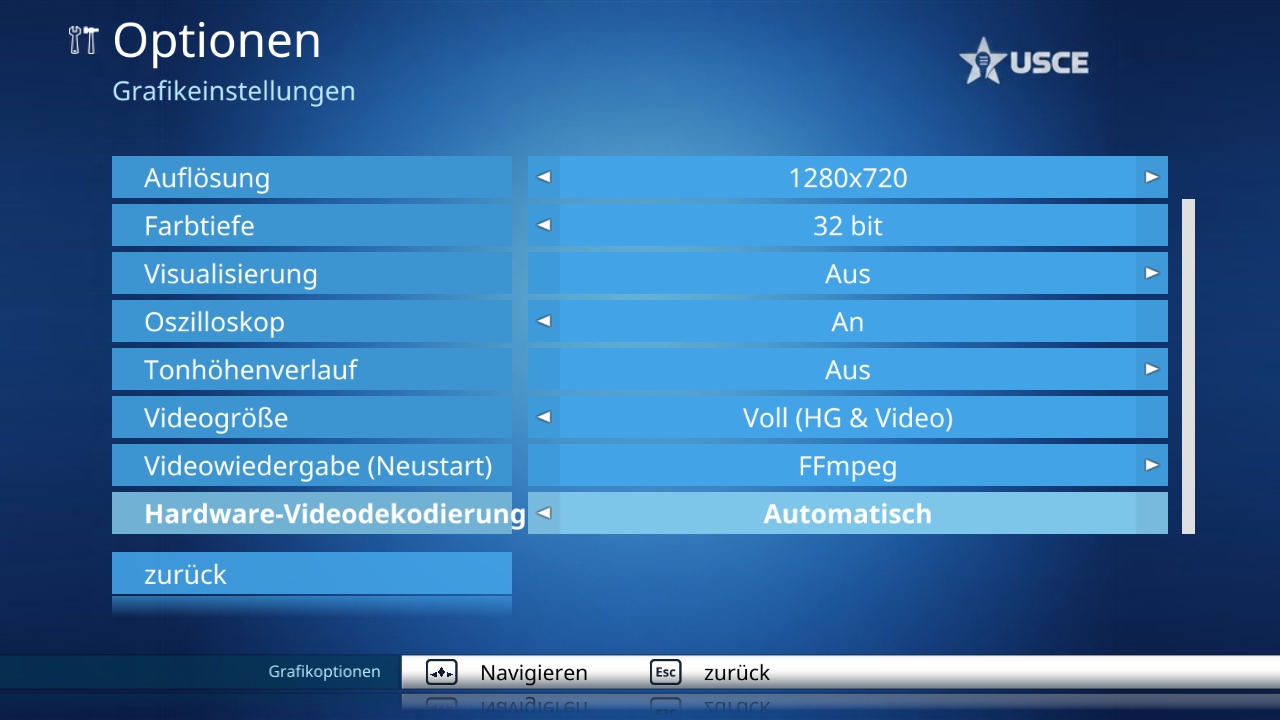 Optionen
Grafikeinstellungen
USCE
Auflösung 1280x720
Farbtiefe 32 bit
Visualisierung Aus
Oszilloskop An
Tonhöhenverlauf Aus
Videogröße Voll (HG & Video)
Videowiedergabe (Neustart) FFmpeg
Hardware-Videodekodierung Automatisch
zurück
Grafikoptionen Navigieren Esc zurück